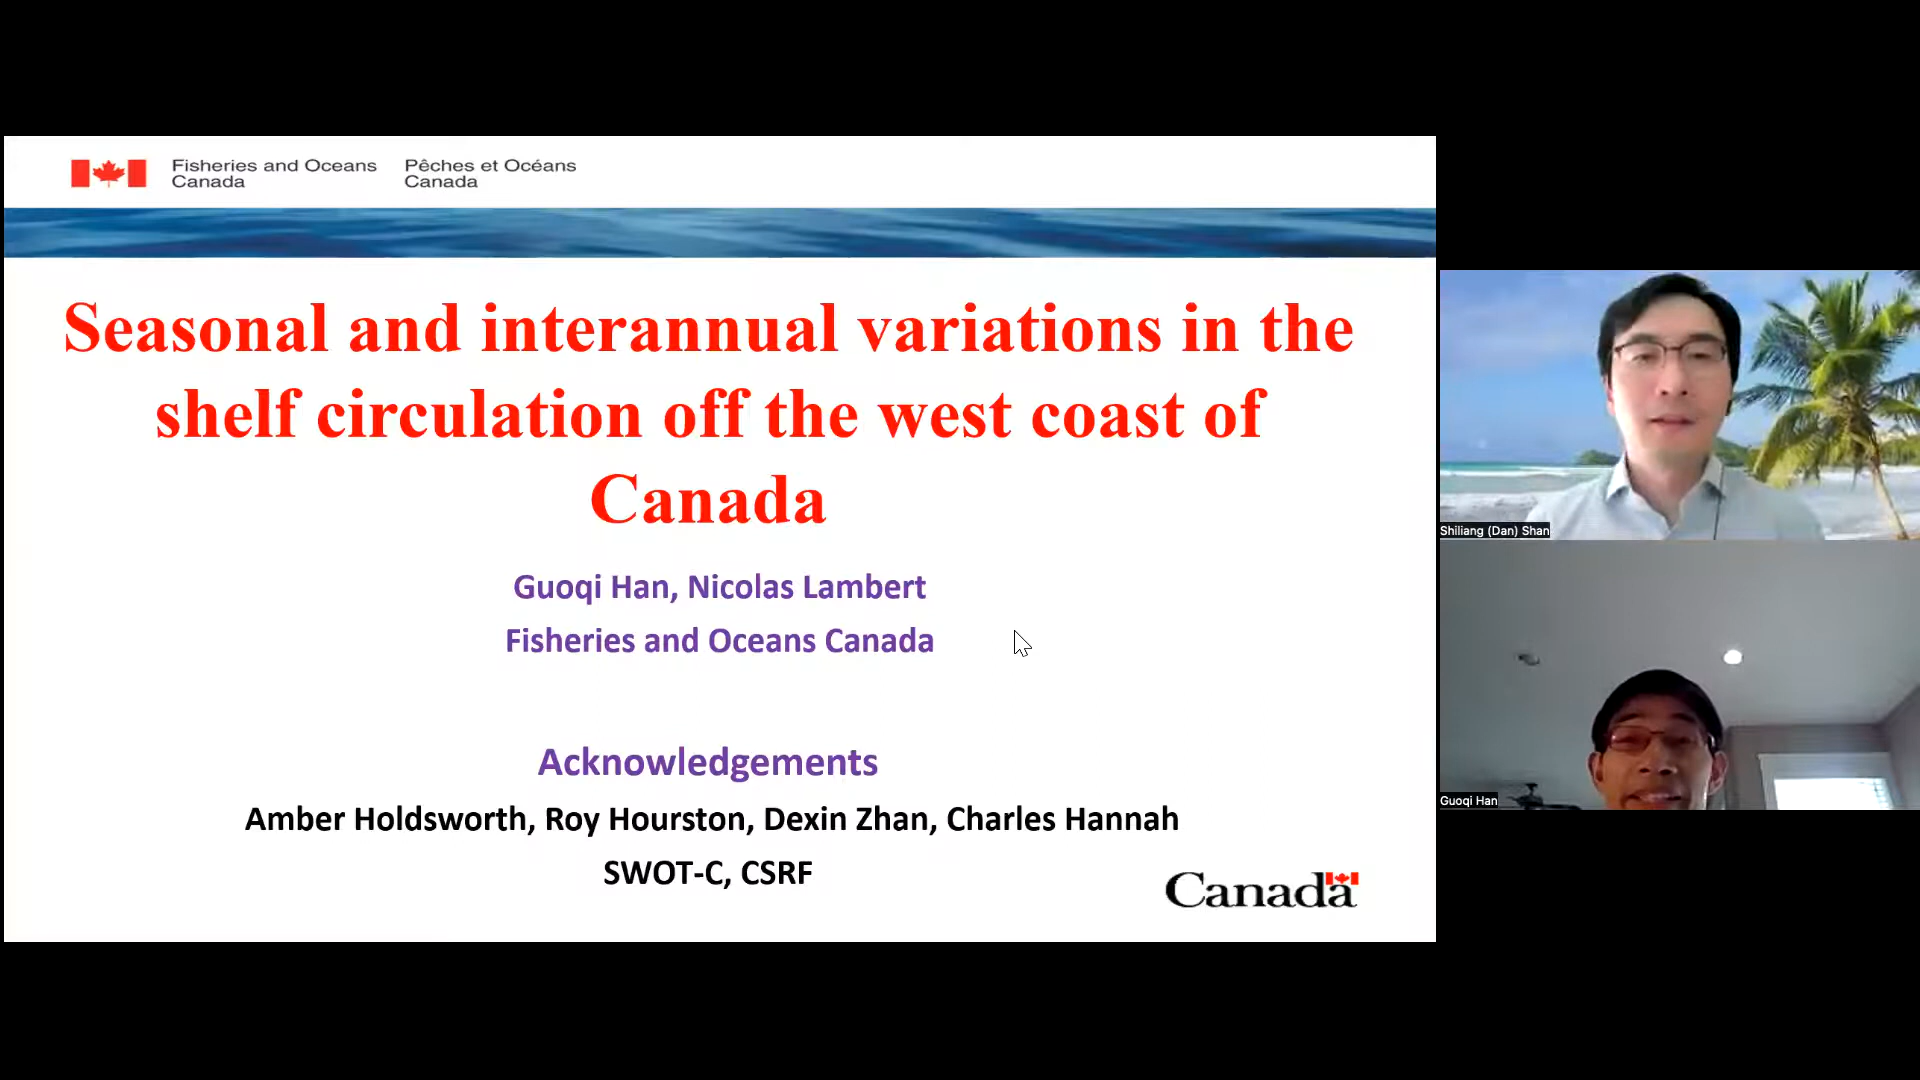 Fisheries and Oceans
Canada
Pêches et Océans
Canada
Seasonal and interannual variations in the
shelf circulation off the west coast of
Canada
Guoqi Han, Nicolas Lambert
Fisheries and Oceans Canada
Acknowledgements
Amber Holdsworth, Roy Hourston, Dexin Zhan, Charles Hannah
SWOT-C, CSRF
Canada
Shiliang (Dan) Shan
Guoqi Han